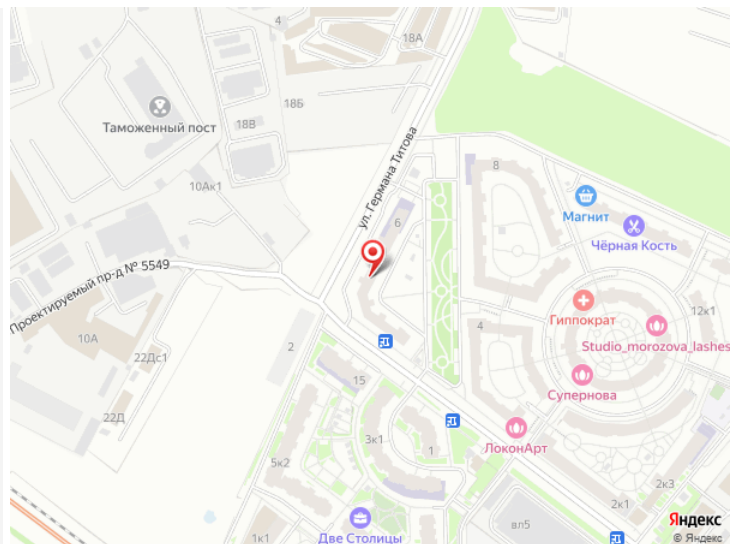 4
18А
18Б
18В
Таможенный пост
ул. Германа Титова
10Ак1
8
Магнит
6
Чёрная Кость
Проектируемый пр-д № 5549
Гиппократ
12к1
10А
2
4
Studio_morozova_lashes
22Дс1
15
Супернова
22Д
3к1
1
ЛоконАрт
5к2
2к3
2к1
вл5
Яндекс
1к1
Две Столицы
© Яндекс